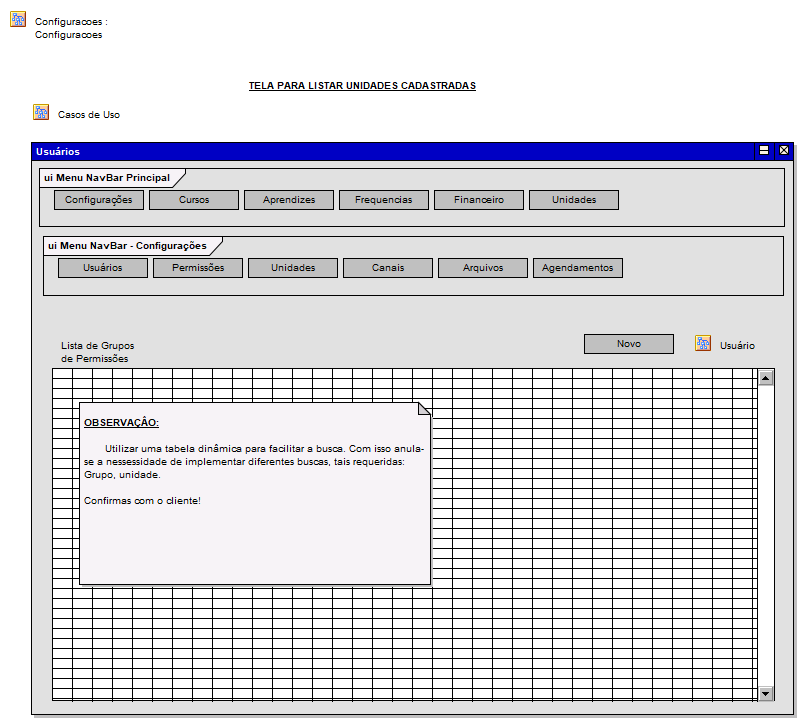 Configuracoes :
Configuracoes
TELA PARA LISTAR UNIDADES CADASTRADAS
Casos de Uso
Usuários
ui Menu NavBar Principal
Configurações Cursos Aprendizes Frequencias Financeiro Unidades
ui Menu NavBar - Configurações
Usuários Permissões Unidades Canais Arquivos Agendamentos
Lista de Grupos
de Permissões
Novo
Usuário
OBSERVAÇÂO:
Utilizar uma tabela dinâmica para facilitar a busca. Com isso anula-
se a nessessidade de implementar diferentes buscas, tais requeridas:
Grupo, unidade.
Confirmas com o cliente!